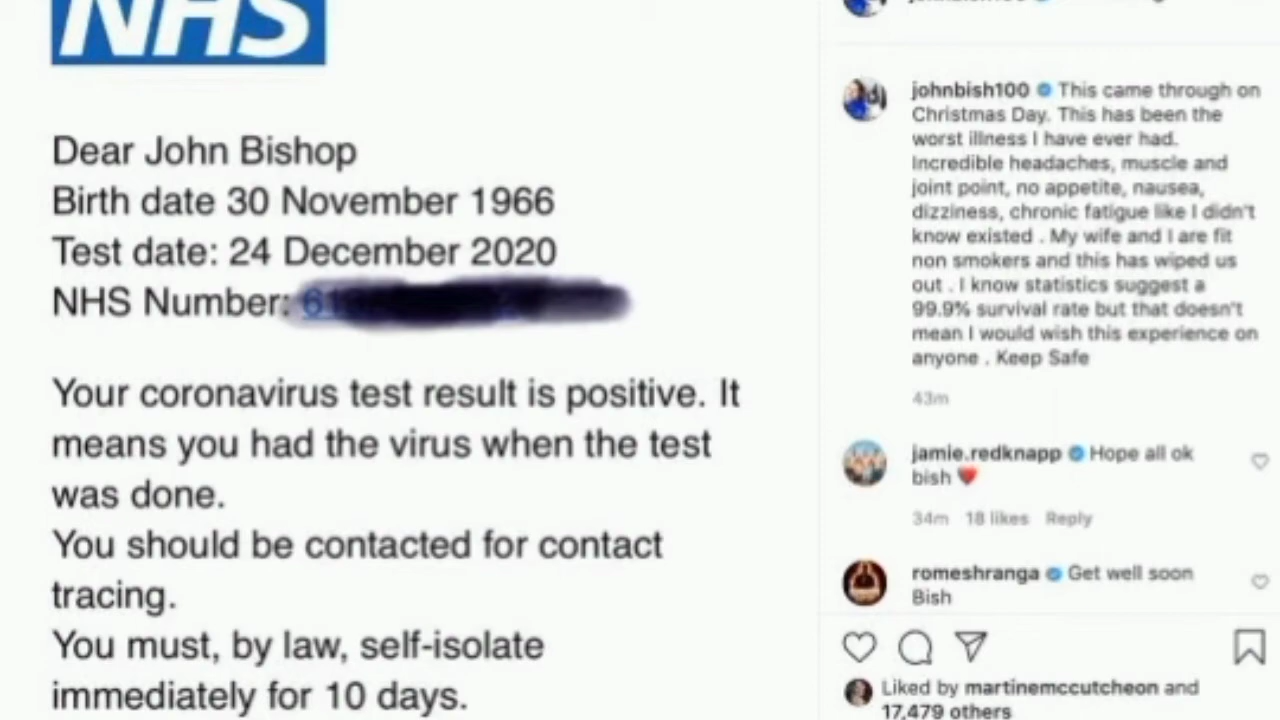 NHS
Dear John Bishop
Birth date 30 November 1966
Test date: 24 December 2020
NHS Number:
Your coronavirus test result is positive. It
means you had the virus when the test
was done.
You should be contacted for contact
tracing.
You must, by law, self-isolate
immediately for 10 days.
johnbish100 This came through on
Christmas Day. This has been the
worst illness I have ever had.
Incredible headaches, muscle and
joint point, no appetite, nausea,
dizziness, chronic fatigue like I didn't
know existed . My wife and I are fit
non smokers and this has wiped us
out . I know statistics suggest a
99.9% survival rate but that doesn't
mean I would wish this experience on
anyone . Keep Safe
43m
jamie.redknapp Hope all ok
bish ❤️
34m 18 likes Reply
romeshranga Get well soon
Bish
Liked by martinemccutcheon and
17,479 others